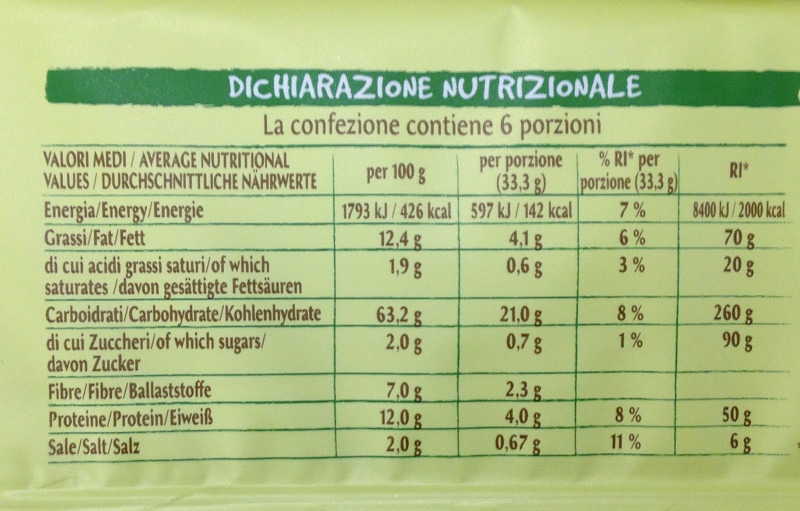 DICHIARAZIONE NUTRIZIONALE
La confezione contiene 6 porzioni
VALORI MEDI / AVERAGE NUTRITIONAL
VALUES / DURCHSCHNITTLICHE NÄHRWERTE
per 100 g
per porzione
(33,3 g)
% RI* per
porzione (33,3 g)
RI*
Energia/Energy/Energie 1793 kJ / 426 kcal 597 kJ / 142 kcal 7 % 8400 kJ / 2000 kcal
Grassi/Fat/Fett 12,4 g 4,1 g 6 % 70 g
di cui acidi grassi saturi/of which 1,9 g 0,6 g 3 % 20 g
saturates /davon gesättigte Fettsäuren
Carboidrati/Carbohydrate/Kohlenhydrate 63,2 g 21,0 g 8 % 260 g
di cui Zuccheri/of which sugars/ 2,0 g 0,7 g 1 % 90 g
davon Zucker
Fibre/Fibre/Ballaststoffe 7,0 g 2,3 g
Proteine/Protein/Eiweiß 12,0 g 4,0 g 8 % 50 g
Sale/Salt/Salz 2,0 g 0,67 g 11 % 6 g